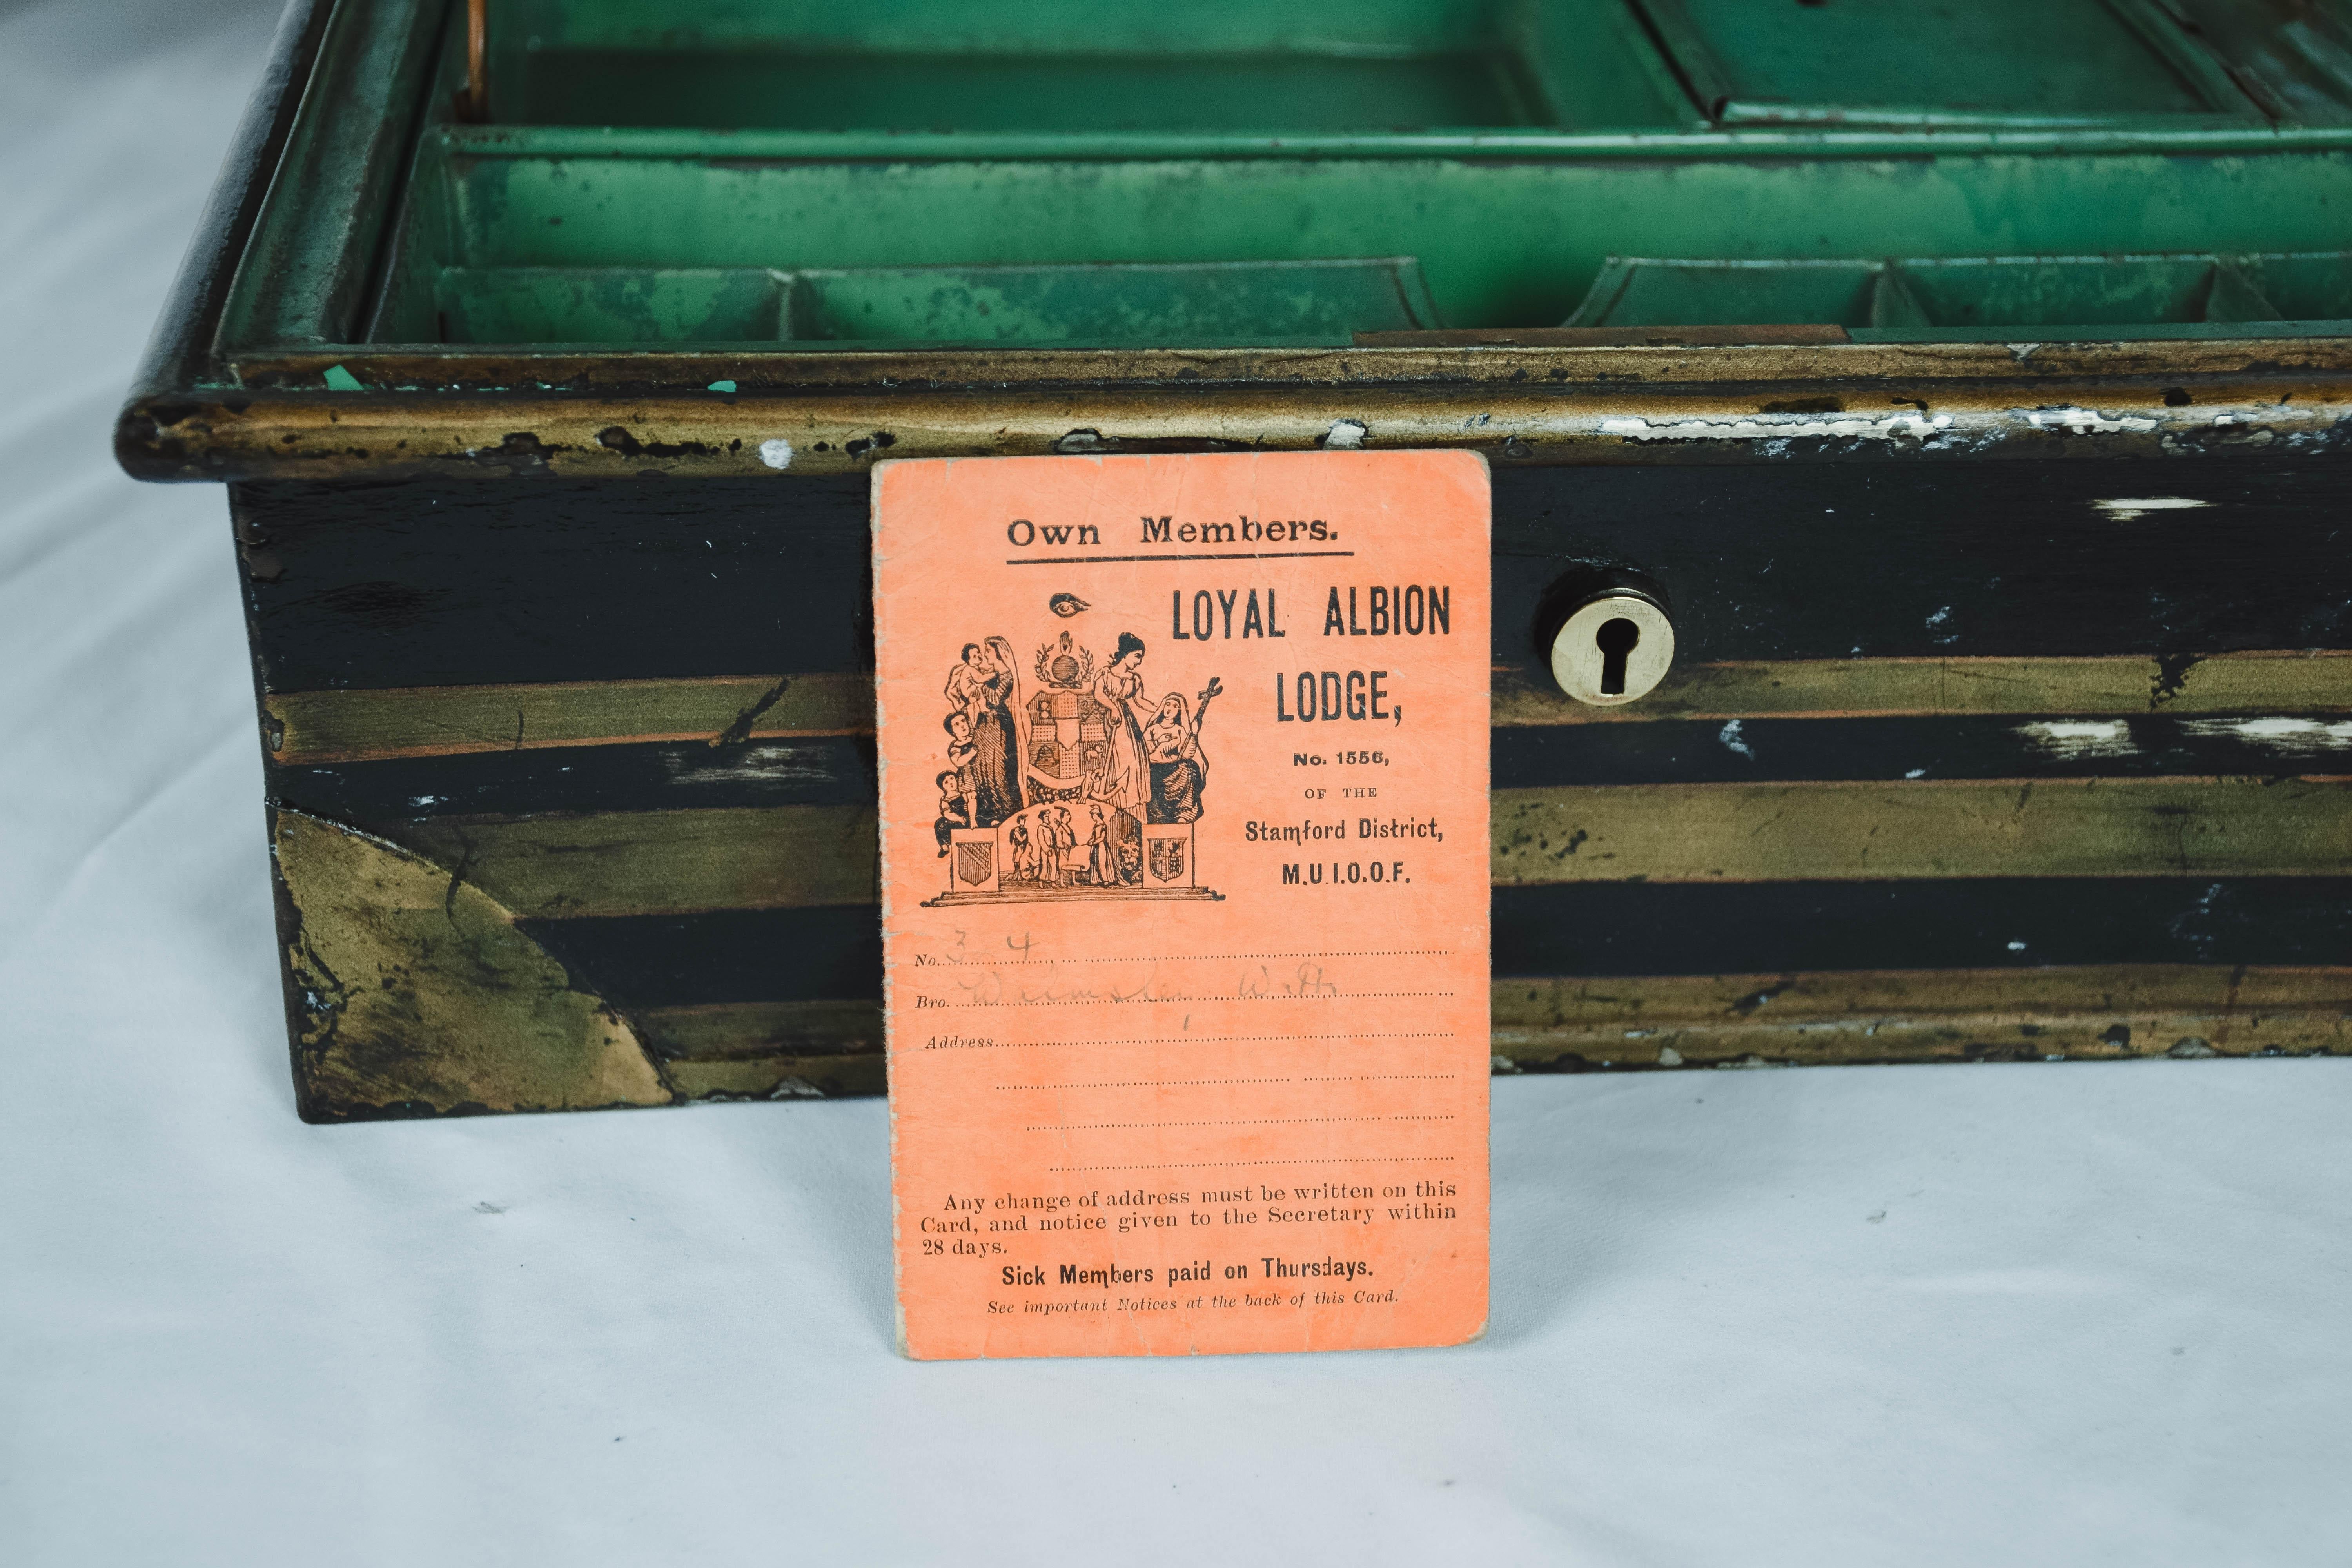 Own Members.
LOYAL ALBION
LODGE,
No. 1556,
OF THE
Stamford District,
M.U.I.O.O.F.
No. 3 4
Bro.
Address
Any change of address must be written on this
Card, and notice given to the Secretary within
28 days.
Sick Members paid on Thursdays.
See important Notices at the back of this Card.